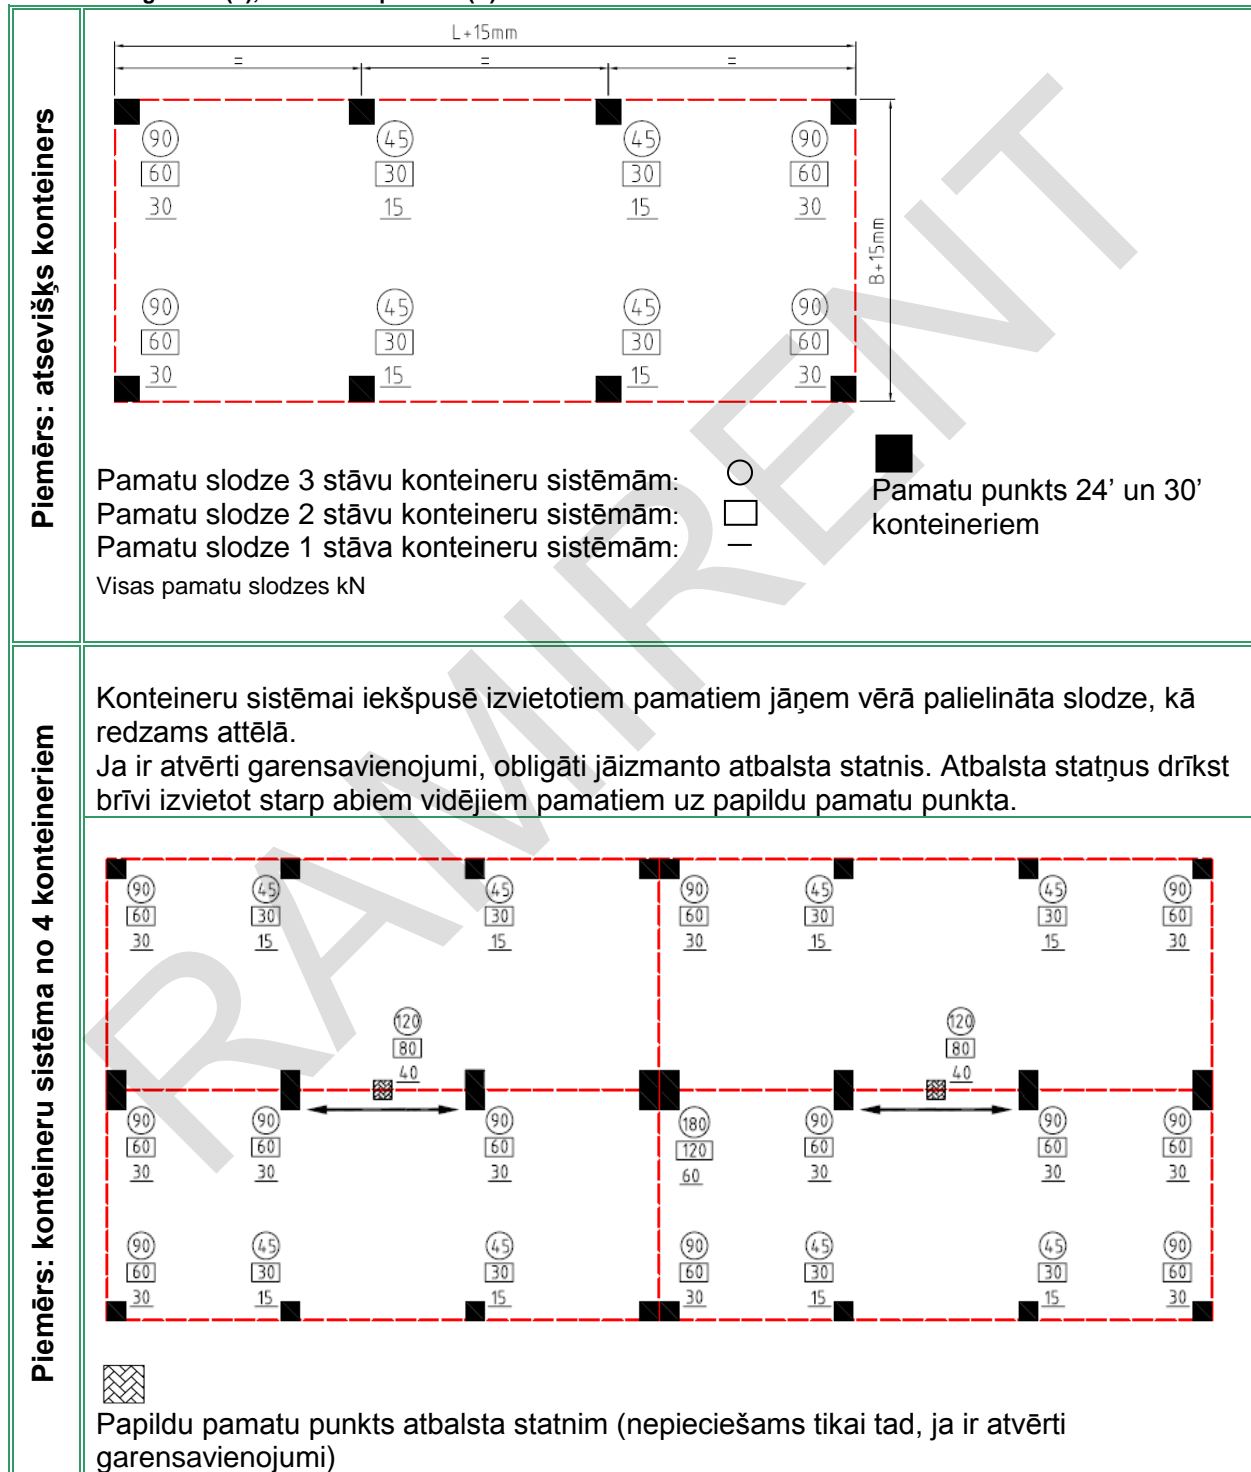 L+15mm
= = =
Piemērs: atsevišķs konteiners
90 45 45 90
60 30 30 60
30 15 15 30
B+15mm
90 45 45 90
60 30 30 60
30 15 15 30
Pamatu slodze 3 stāvu konteineru sistēmām:
Pamatu slodze 2 stāvu konteineru sistēmām:
Pamatu slodze 1 stāva konteineru sistēmām:
Visas pamatu slodzes kN
Pamatu punkts 24’ un 30’
konteineriem
Piemērs: konteineru sistēma no 4 konteineriem
Konteineru sistēmai iekšpusē izvietotiem pamatiem jāņem vērā palielināta slodze, kā
redzams attēlā.
Ja ir atvērti garensavienojumi, obligāti jāizmanto atbalsta statnis. Atbalsta statņus drīkst
brīvi izvietot starp abiem vidējiem pamatiem uz papildu pamatu punkta.
90 45 45 90 45 45 90
60 30 30 60 30 30 60
30 15 15 30 15 15 30
120 120
80 80
40 40
90 90 90 180 90 90 90
60 60 60 120 60 60 60
30 30 30 60 30 30 30
90 45 45 90 45 45 90
60 30 30 60 30 30 60
30 15 15 30 15 15 30
Papildu pamatu punkts atbalsta statnim (nepieciešams tikai tad, ja ir atvērti
garensavienojumi)
RAMIRENT